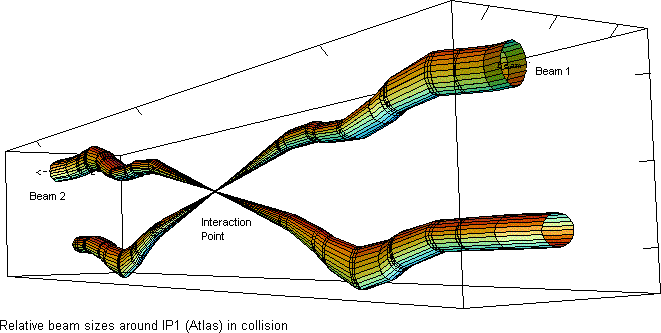 Beam 1
Beam 2
Interaction
Point
Relative beam sizes around IP1 (Atlas) in collision